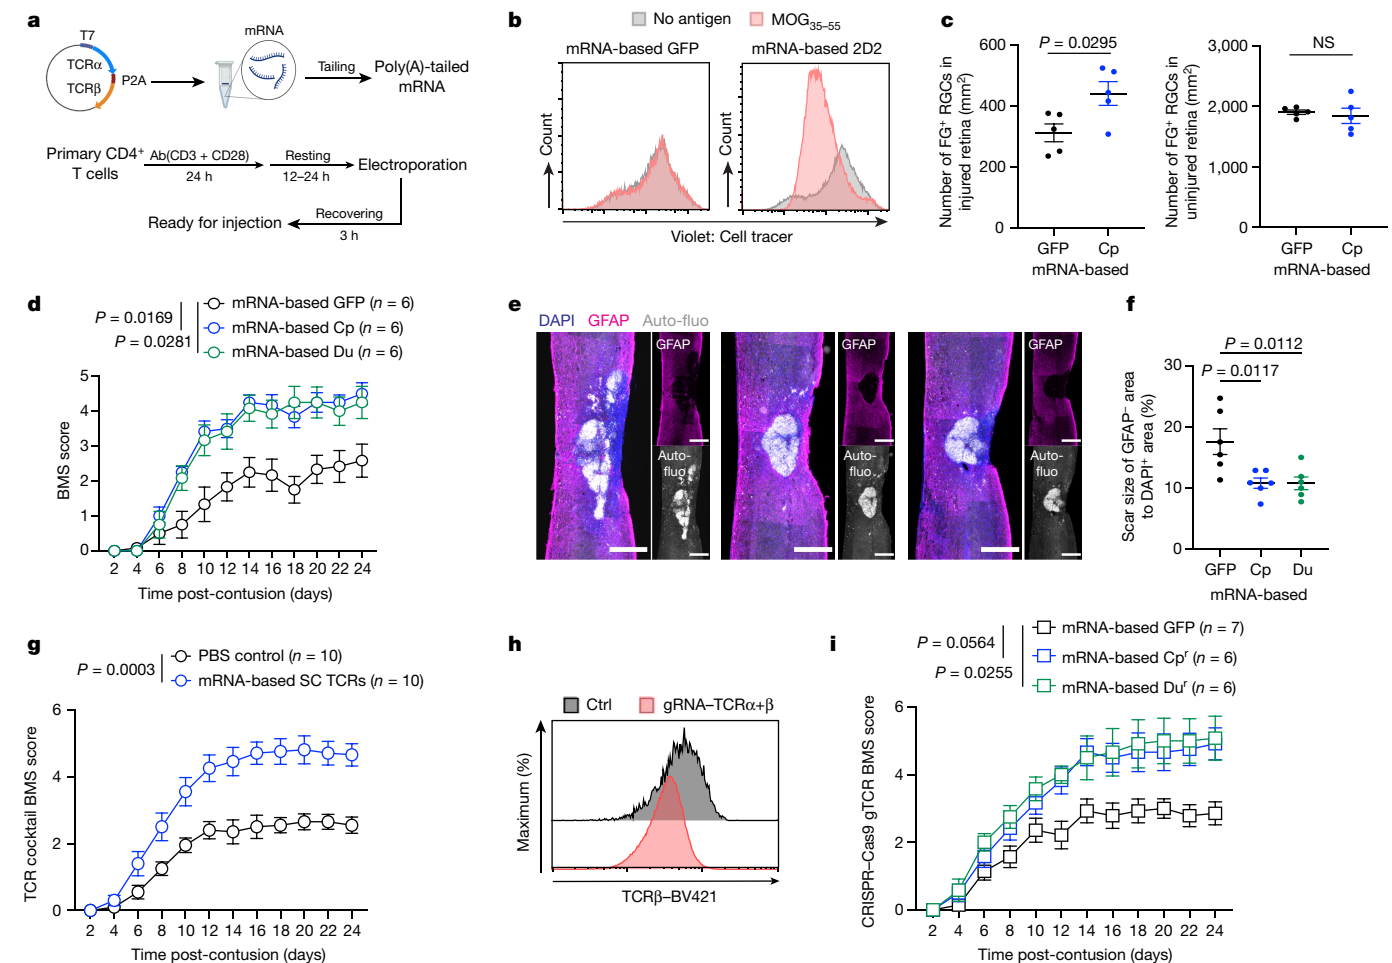 a
T7
TCRα
TCRβ
P2A
mRNA
Tailing
Poly(A)-tailed
mRNA
Primary CD4⁺
T cells
Ab(CD3 + CD28)
24 h
Resting
12–24 h
Electroporation
Recovering
3 h
Ready for injection
b
No antigen
MOG₃₅₋₅₅
mRNA-based GFP
mRNA-based 2D2
Count
Count
Violet: Cell tracer
c
P = 0.0295
Number of FG⁺ RGCs in
injured retina (mm²)
600
400
200
0
GFP Cp
mRNA-based
NS
Number of FG⁺ RGCs in
uninjured retina (mm²)
3,000
2,000
1,000
0
GFP Cp
mRNA-based
d
P = 0.0169
P = 0.0281
mRNA-based GFP (n = 6)
mRNA-based Cp (n = 6)
mRNA-based Du (n = 6)
BMS score
5
4
3
2
1
0
2 4 6 8 10 12 14 16 18 20 22 24
Time post-contusion (days)
e
DAPI GFAP Auto-fluo
GFAP
Auto-
fluo
GFAP
Auto-
fluo
GFAP
Auto-
fluo
f
P = 0.0112
P = 0.0117
Scar size of GFAP⁻ area
to DAPI⁺ area (%)
30
20
10
0
GFP Cp Du
mRNA-based
g
P = 0.0003
PBS control (n = 10)
mRNA-based SC TCRs (n = 10)
TCR cocktail BMS score
6
4
2
0
2 4 6 8 10 12 14 16 18 20 22 24
Time post-contusion (days)
h
Ctrl
gRNA–TCRα+β
Maximum (%)
TCRβ–BV421
i
P = 0.0564
P = 0.0255
mRNA-based GFP (n = 7)
mRNA-based Cpʳ (n = 6)
mRNA-based Duʳ (n = 6)
CRISPR–Cas9 gTCR BMS score
6
4
2
0
2 4 6 8 10 12 14 16 18 20 22 24
Time post-contusion (days)